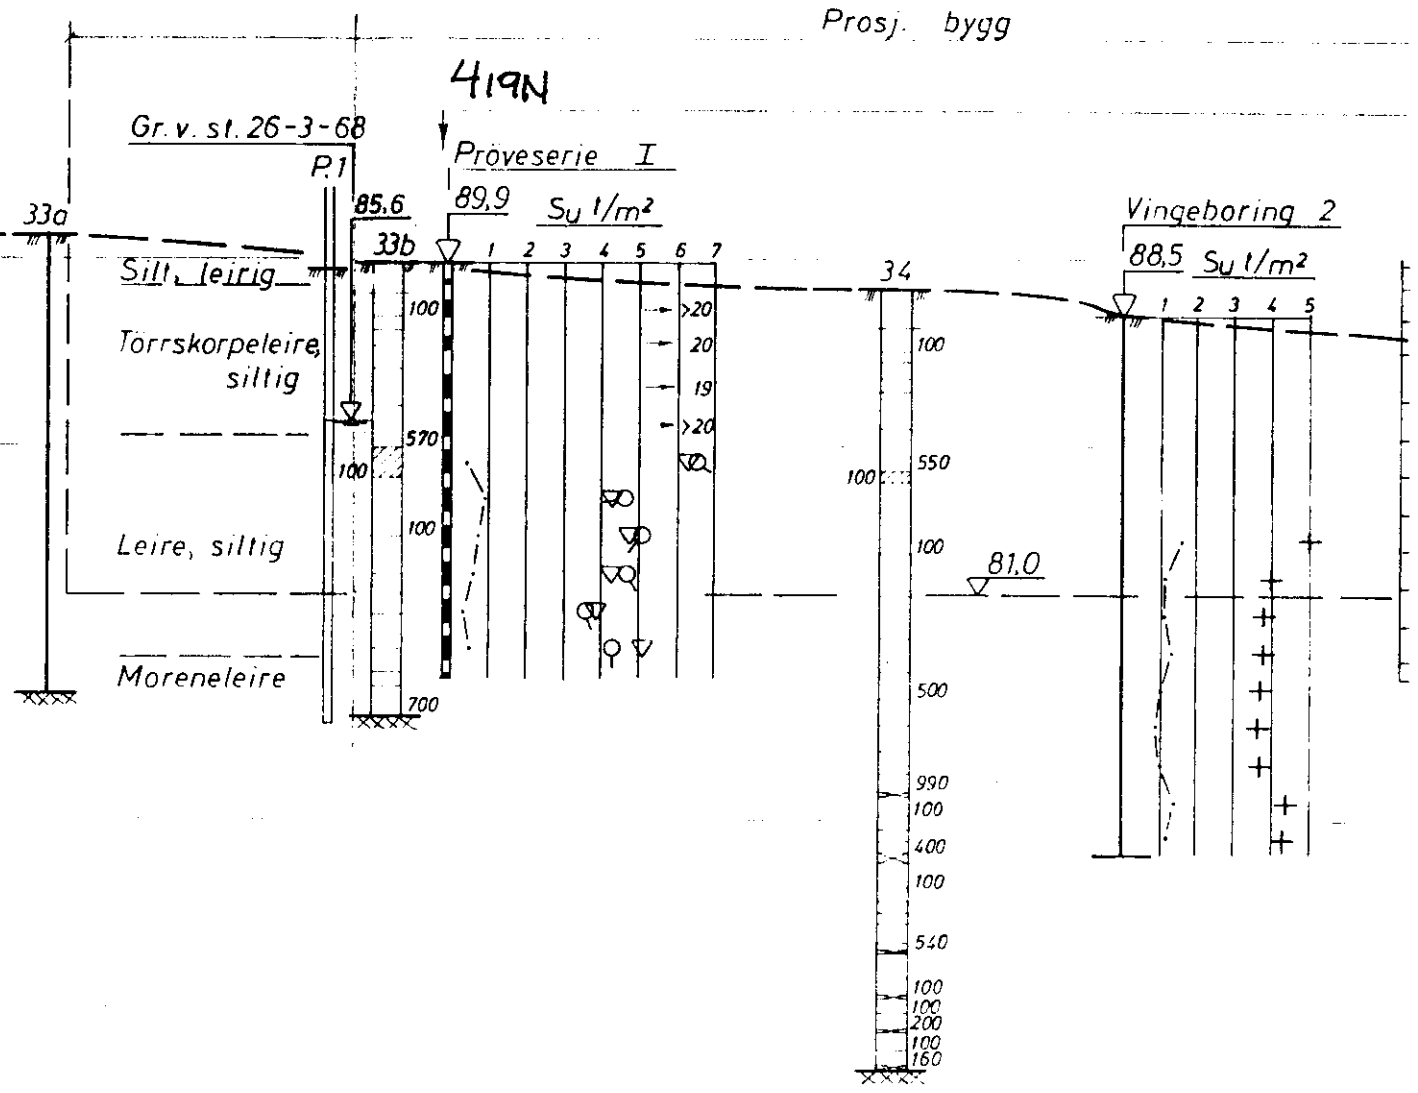 Prosj. bygg
419N
Gr. v. st. 26-3-68
P.1
Pröveserie I
85,6
89,9
Su t/m²
33a
33b
1 2 3 4 5 6 7
Silt, leirig
Törrskorpeleire,
siltig
Leire, siltig
Moreneleire
100
570
100
100
700
>20
20
19
>20
34
100
550
100
100
500
990
100
400
100
540
100
100
200
100
160
81,0
Vingeboring 2
88,5
Su t/m²
1 2 3 4 5